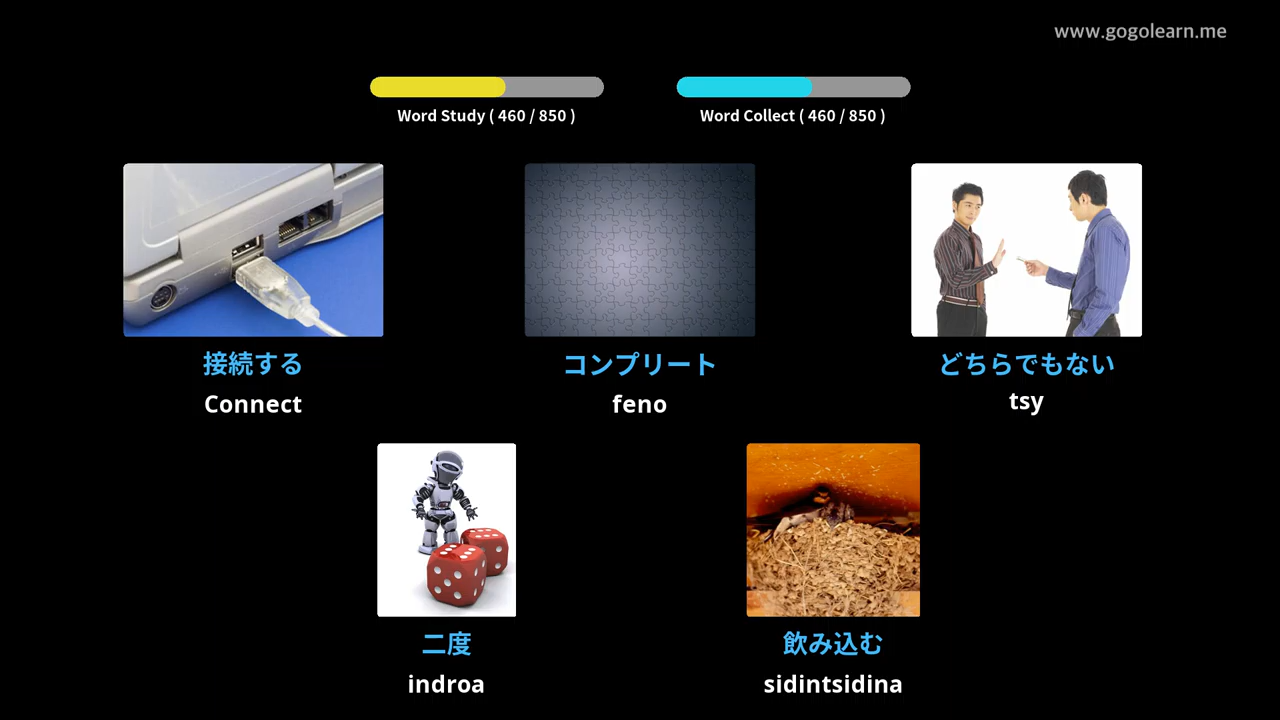 www.gogolearn.me
Word Study ( 460 / 850 )
Word Collect ( 460 / 850 )
接続する
Connect
コンプリート
feno
どちらでもない
tsy
二度
indroa
飲み込む
sidintsidina